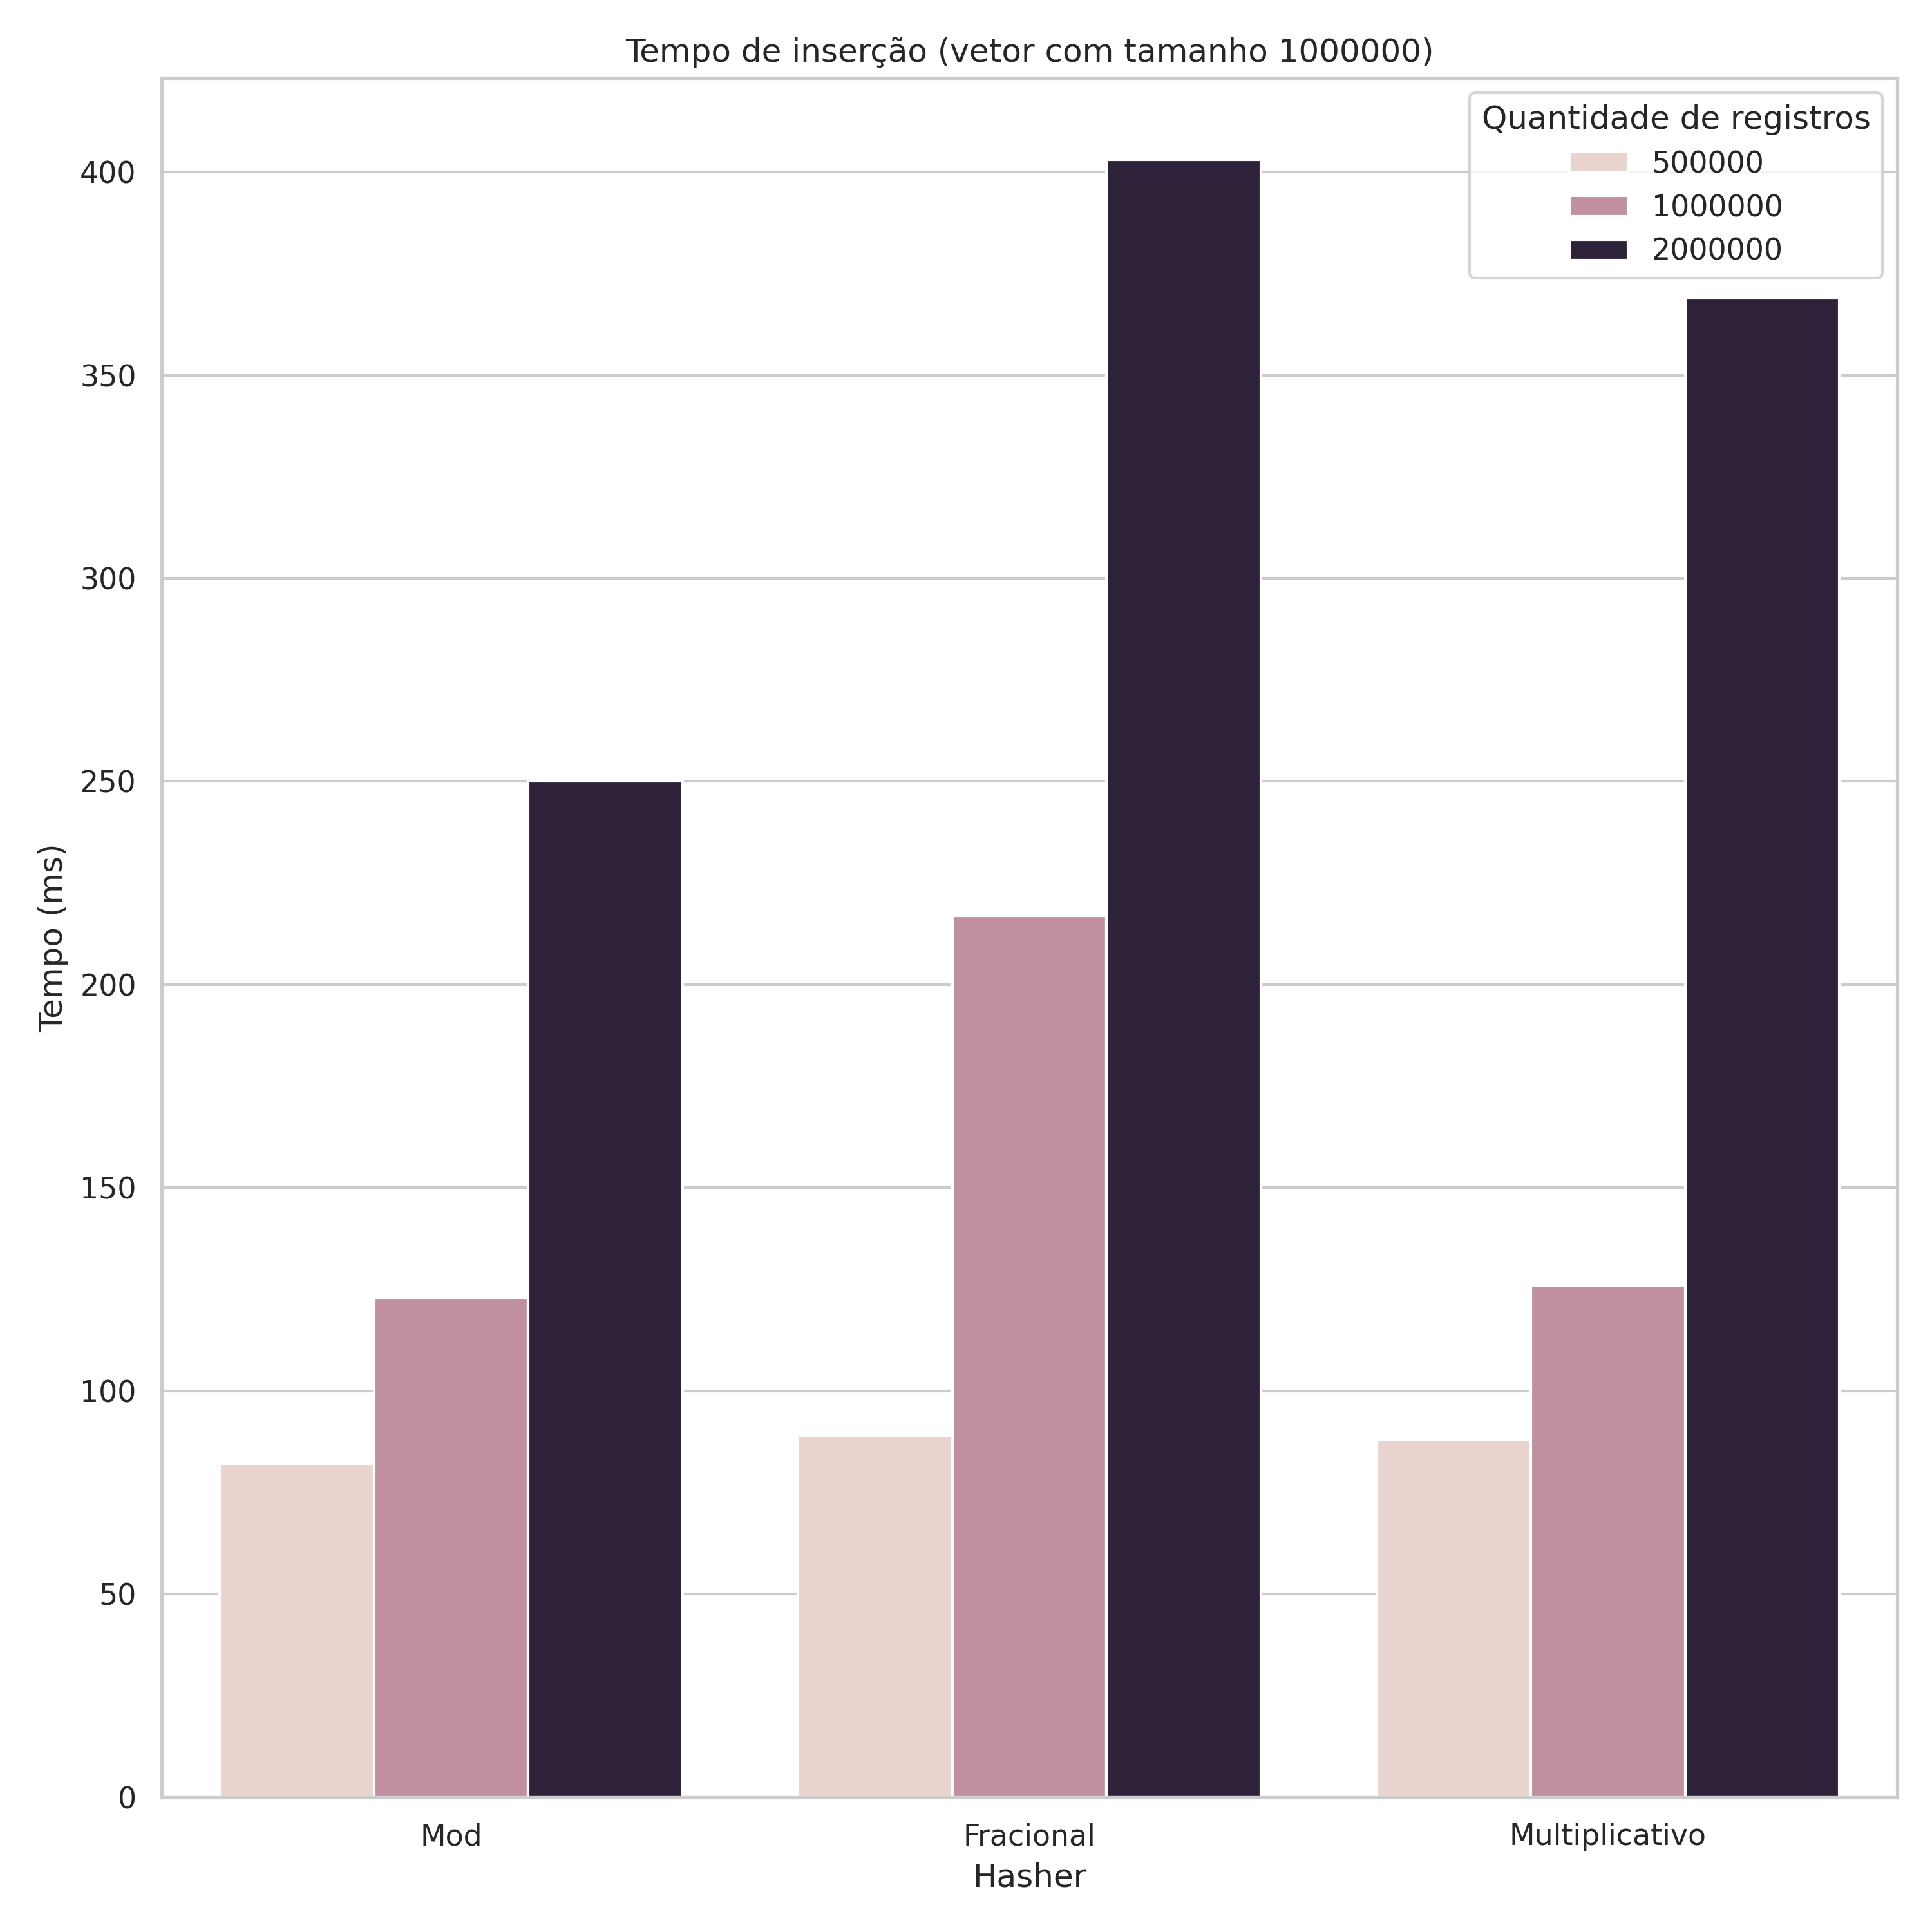 Tempo de inserção (vetor com tamanho 1000000)
Quantidade de registros
500000
1000000
2000000
400
350
300
250
200
150
100
50
0
Tempo (ms)
Mod
Fracional
Multiplicativo
Hasher